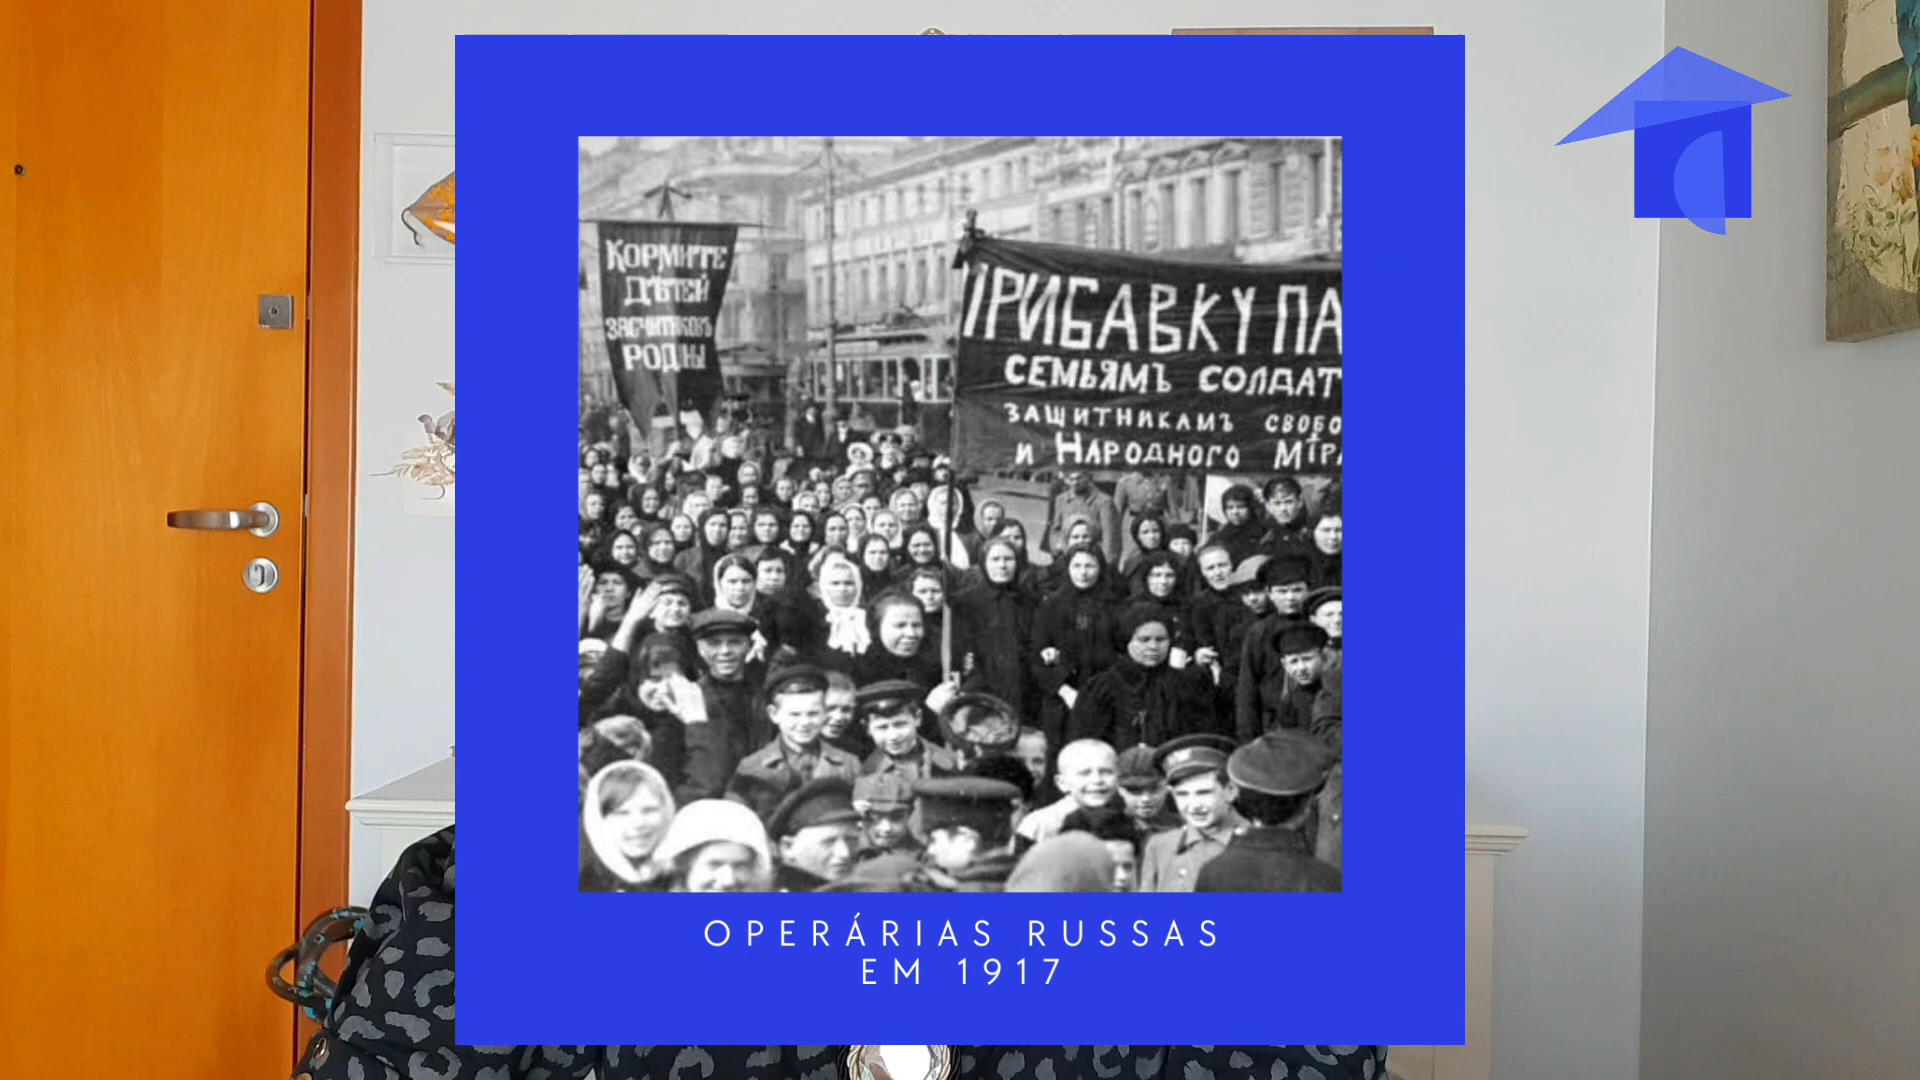 КОРМИТЕ
ДѢТЕЙ
ЗАЩИТНИКОВЪ
РОДИНЫ
ПРИБАВКУ ПА
СЕМЬЯМЪ СОЛДАТ
ЗАЩИТНИКАМЪ СВОБО
И НАРОДНОГО МІРА
OPERÁRIAS RUSSAS
EM 1917